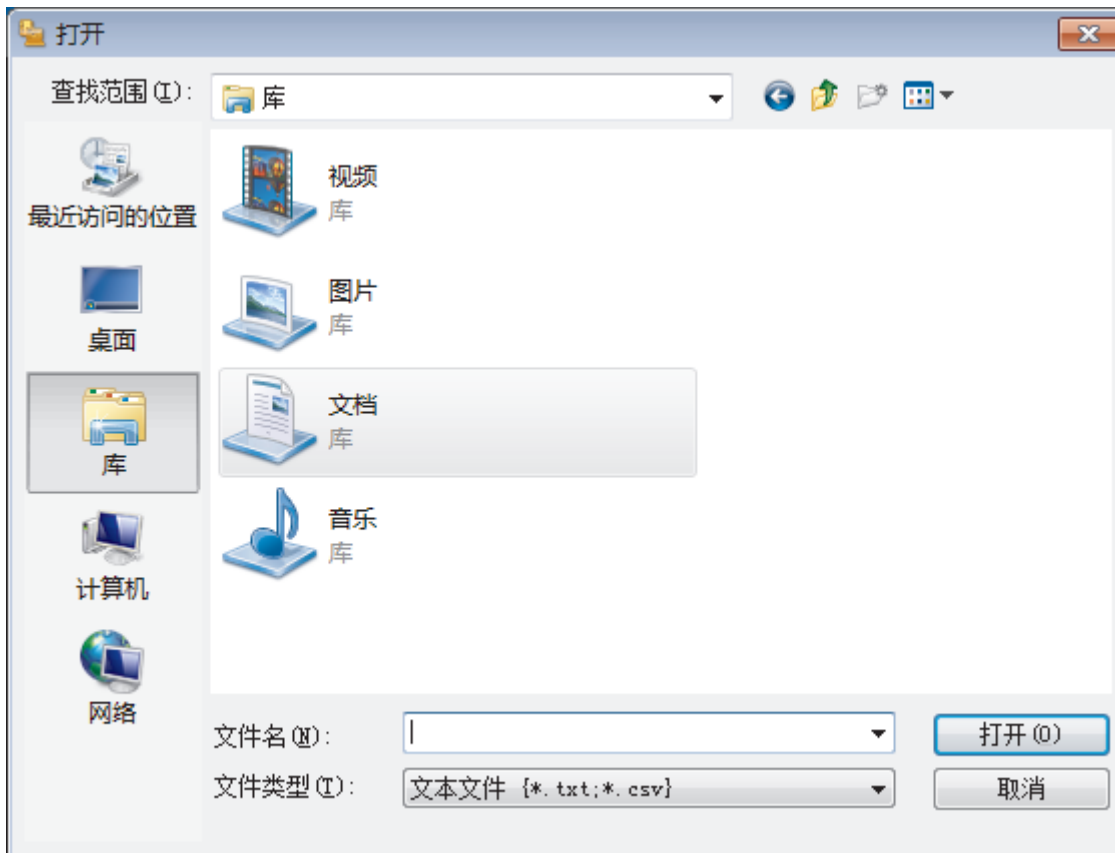 打开
查找范围(I):
库
最近访问的位置
桌面
库
计算机
网络
视频
库
图片
库
文档
库
音乐
库
文件名(N):
打开(O)
文件类型(T):
文本文件 {*.txt;*.csv}
取消